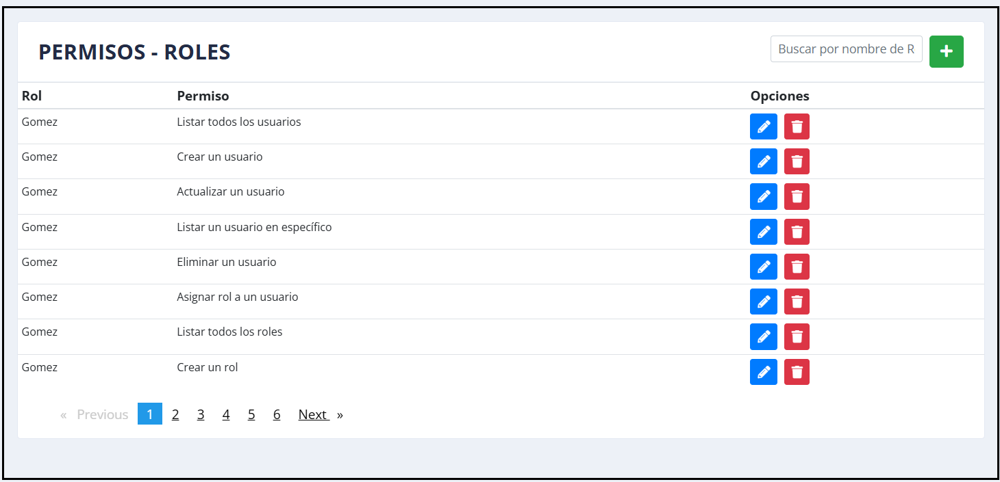 PERMISOS - ROLES
Buscar por nombre de R
Rol Permiso Opciones
Gomez Listar todos los usuarios
Gomez Crear un usuario
Gomez Actualizar un usuario
Gomez Listar un usuario en específico
Gomez Eliminar un usuario
Gomez Asignar rol a un usuario
Gomez Listar todos los roles
Gomez Crear un rol
« Previous 1 2 3 4 5 6 Next »